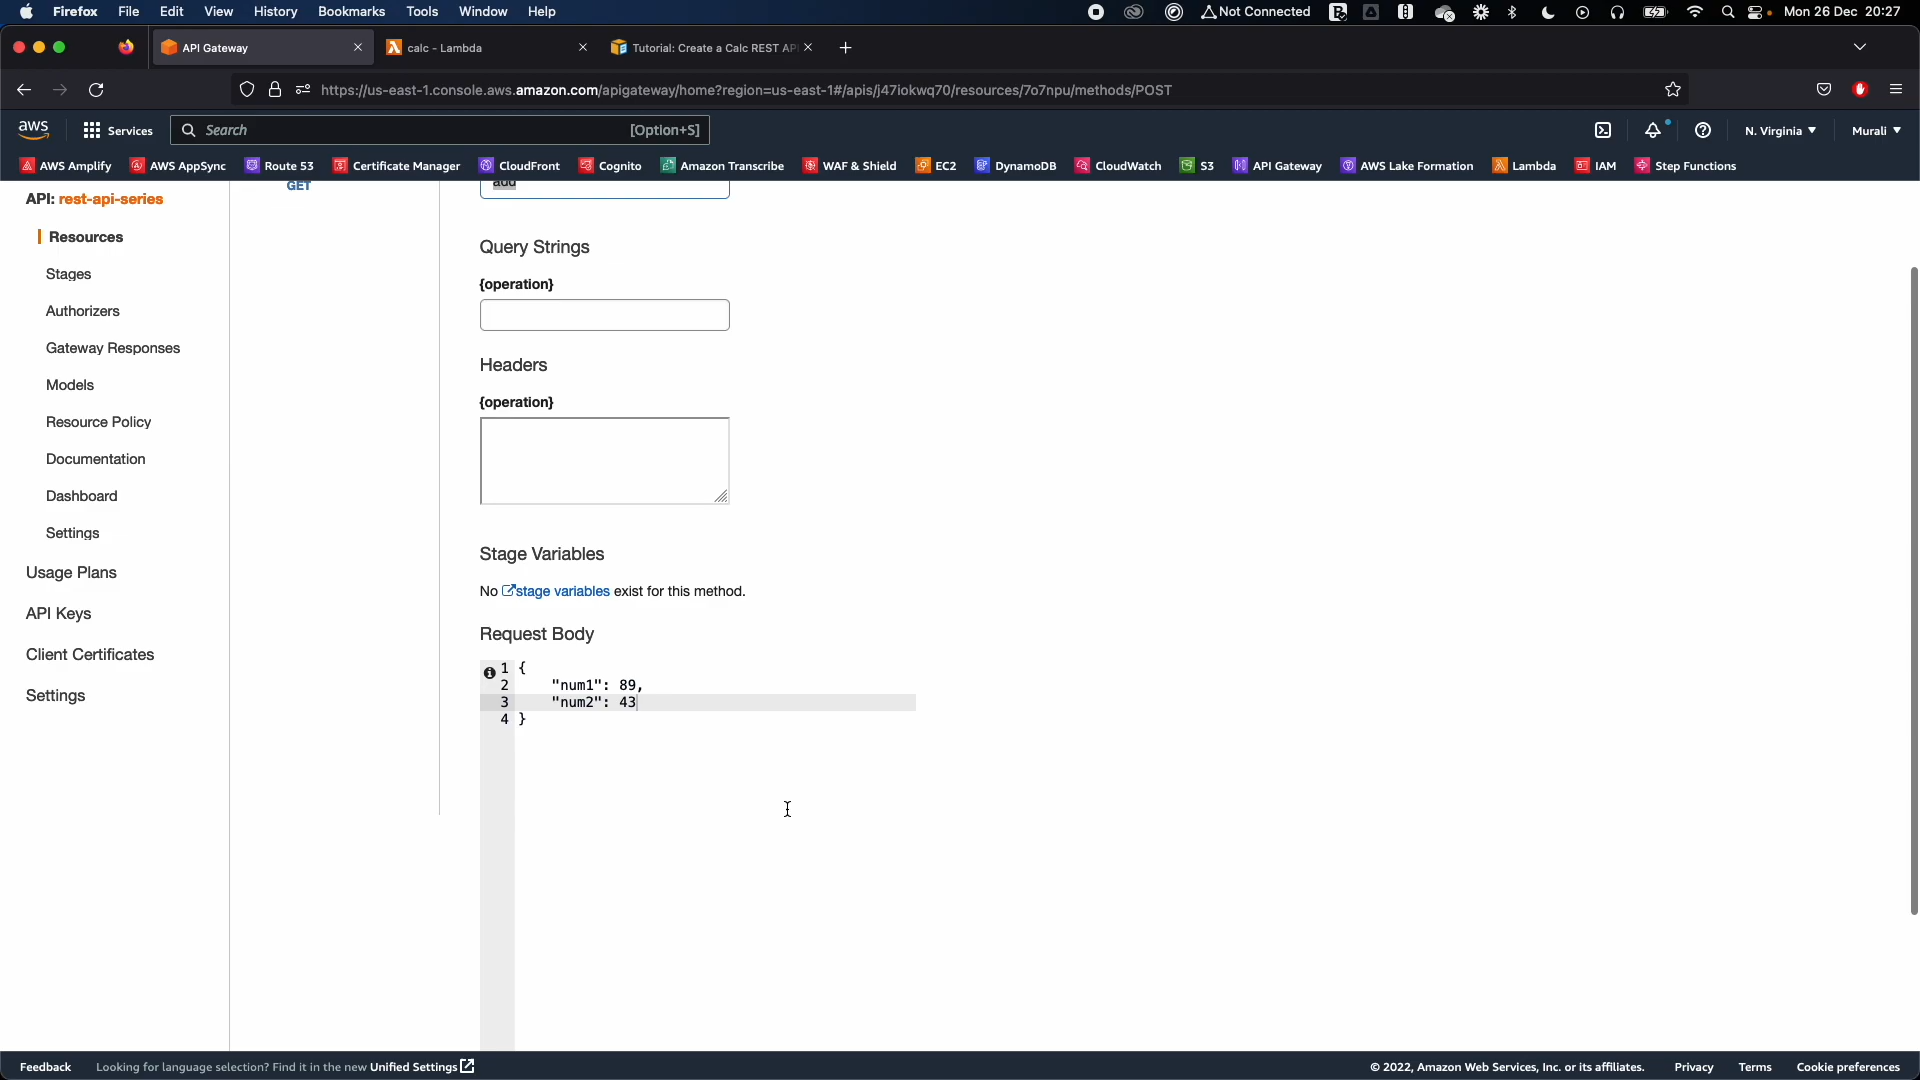 Firefox File Edit View History Bookmarks Tools Window Help Not Connected Mon 26 Dec 20:27
API Gateway calc - Lambda Tutorial: Create a Calc REST AP
https://us-east-1.console.aws.amazon.com/apigateway/home?region=us-east-1#/apis/j47iokwq70/resources/7o7npu/methods/POST
aws Services Search [Option+S] N. Virginia Murali
AWS Amplify AWS AppSync Route 53 Certificate Manager CloudFront Cognito Amazon Transcribe WAF & Shield EC2 DynamoDB CloudWatch S3 API Gateway AWS Lake Formation Lambda IAM Step Functions
API: rest-api-series
Resources
Stages
Authorizers
Gateway Responses
Models
Resource Policy
Documentation
Dashboard
Settings
Usage Plans
API Keys
Client Certificates
Settings
GET
add
Query Strings
{operation}
Headers
{operation}
Stage Variables
No stage variables exist for this method.
Request Body
1 {
2 "num1": 89,
3 "num2": 43
4 }
Feedback Looking for language selection? Find it in the new Unified Settings © 2022, Amazon Web Services, Inc. or its affiliates. Privacy Terms Cookie preferences